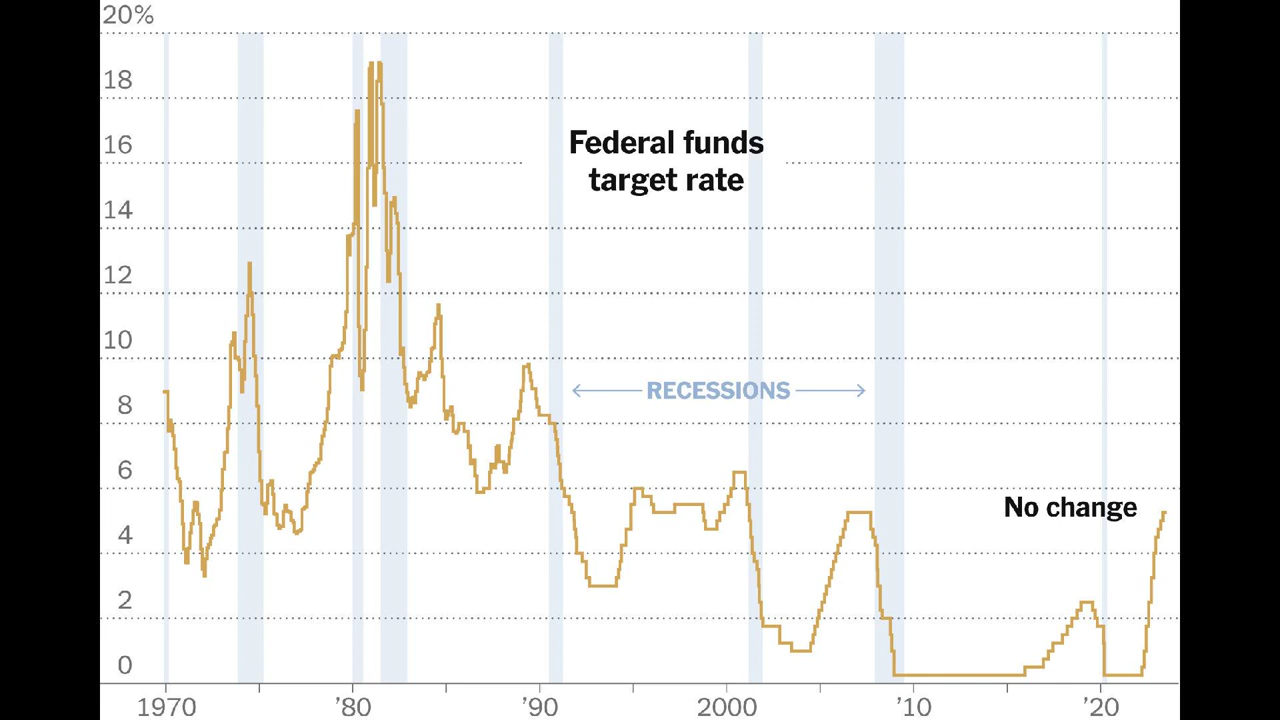 20%
18
Federal funds
16
target rate
14
12
10
RECESSIONS
8
6
No change
4
2
0
1970 ’80 ’90 2000 ’10 ’20